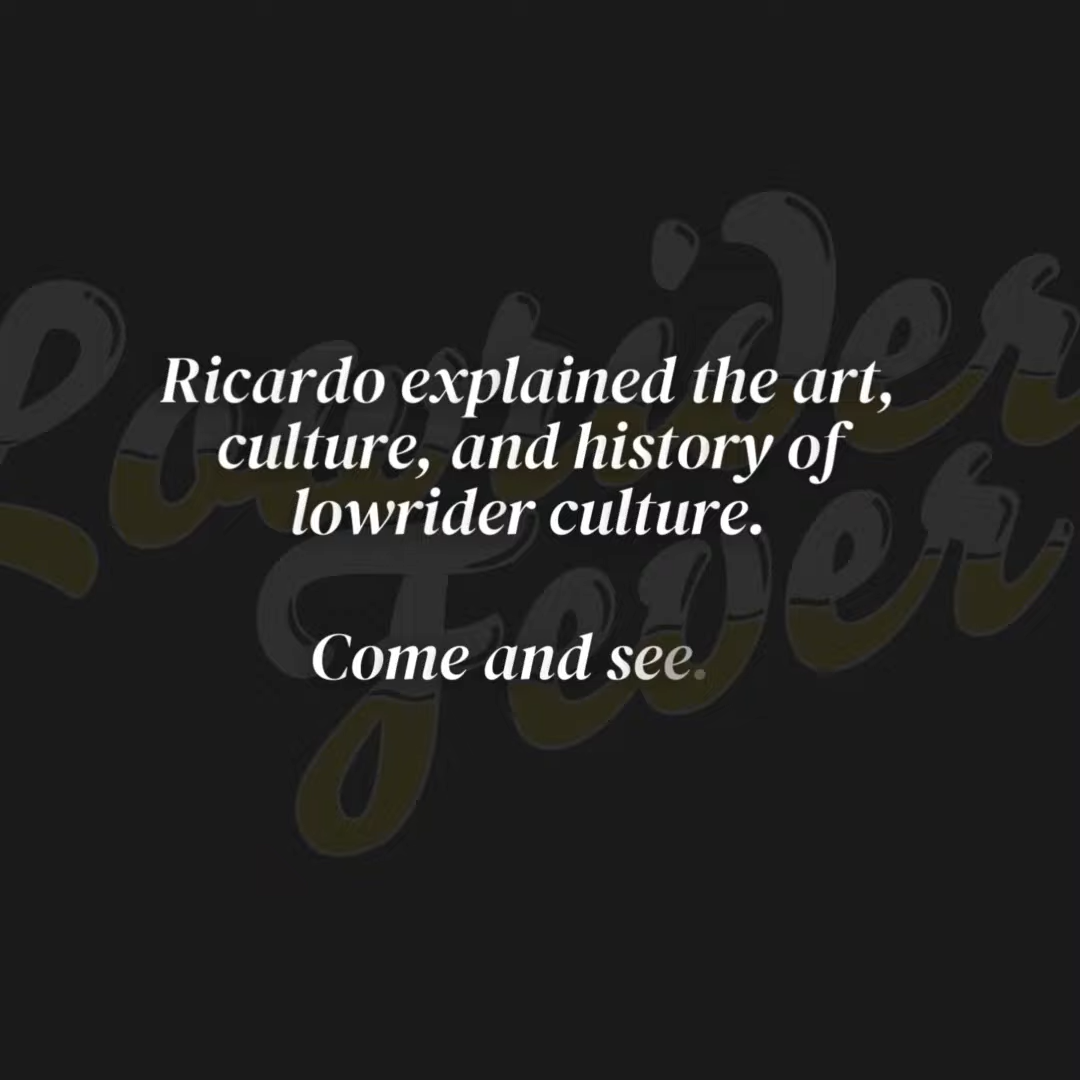 Lowrider
Fever
Ricardo explained the art,
culture, and history of
lowrider culture.
Come and see.